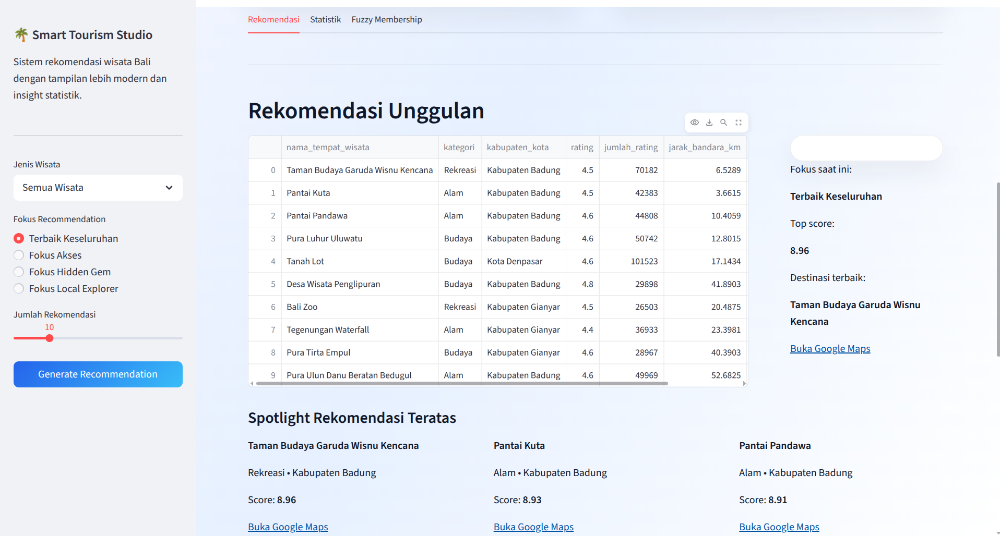 🌴 Smart Tourism Studio
Sistem rekomendasi wisata Bali
dengan tampilan lebih modern dan
insight statistik.
Jenis Wisata
Semua Wisata
Fokus Recommendation
Terbaik Keseluruhan
Fokus Akses
Fokus Hidden Gem
Fokus Local Explorer
Jumlah Rekomendasi
10
Generate Recommendation
Rekomendasi Statistik Fuzzy Membership
Rekomendasi Unggulan
nama_tempat_wisata kategori kabupaten_kota rating jumlah_rating jarak_bandara_km
0 Taman Budaya Garuda Wisnu Kencana Rekreasi Kabupaten Badung 4.5 70182 6.5289
1 Pantai Kuta Alam Kabupaten Badung 4.5 42383 3.6615
2 Pantai Pandawa Alam Kabupaten Badung 4.6 44808 10.4059
3 Pura Luhur Uluwatu Budaya Kabupaten Badung 4.6 50742 12.8015
4 Tanah Lot Budaya Kota Denpasar 4.6 101523 17.1434
5 Desa Wisata Penglipuran Budaya Kabupaten Badung 4.8 29898 41.8903
6 Bali Zoo Rekreasi Kabupaten Gianyar 4.5 26503 20.4875
7 Tegenungan Waterfall Alam Kabupaten Gianyar 4.4 36933 23.3981
8 Pura Tirta Empul Budaya Kabupaten Gianyar 4.6 28967 40.3903
9 Pura Ulun Danu Beratan Bedugul Alam Kabupaten Badung 4.6 49969 52.6825
Fokus saat ini:
Terbaik Keseluruhan
Top score:
8.96
Destinasi terbaik:
Taman Budaya Garuda Wisnu
Kencana
Buka Google Maps
Spotlight Rekomendasi Teratas
Taman Budaya Garuda Wisnu Kencana
Rekreasi • Kabupaten Badung
Score: 8.96
Buka Google Maps
Pantai Kuta
Alam • Kabupaten Badung
Score: 8.93
Buka Google Maps
Pantai Pandawa
Alam • Kabupaten Badung
Score: 8.91
Buka Google Maps